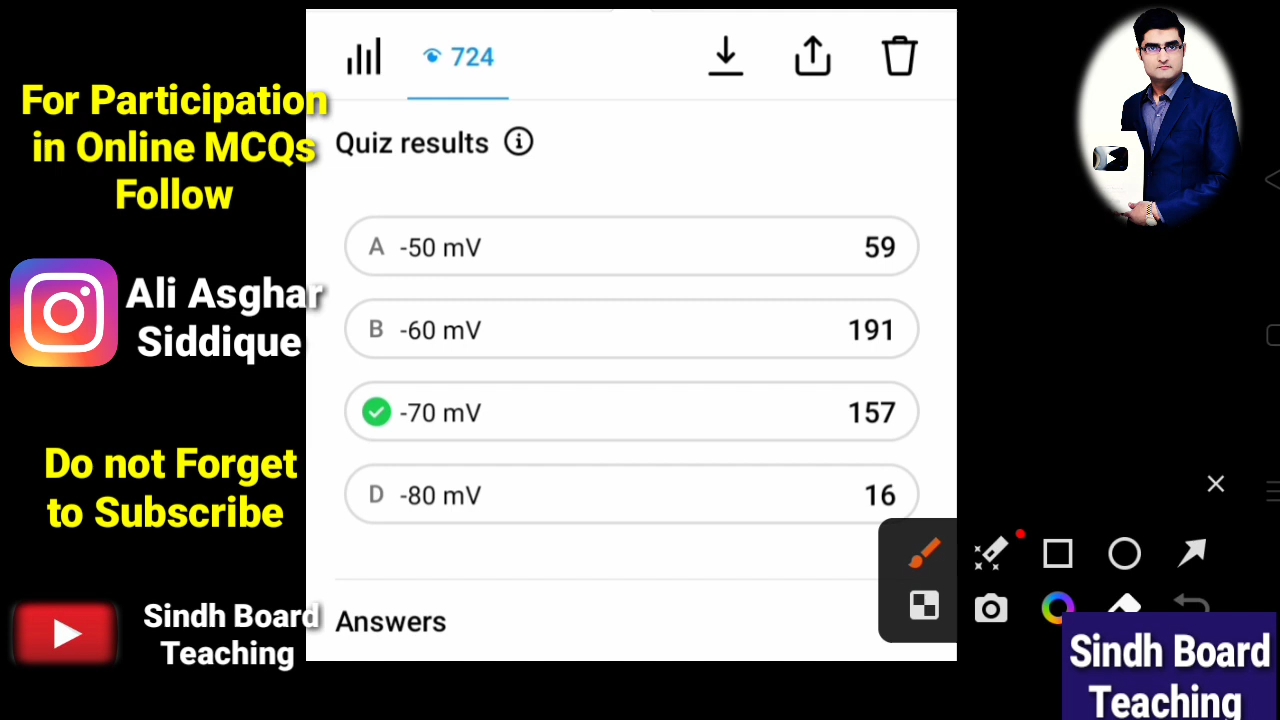 For Participation
in Online MCQs
Follow
Ali Asghar
Siddique
Do not Forget
to Subscribe
Sindh Board
Teaching
724
Quiz results
A -50 mV 59
B -60 mV 191
-70 mV 157
D -80 mV 16
Answers
Sindh Board
Teaching